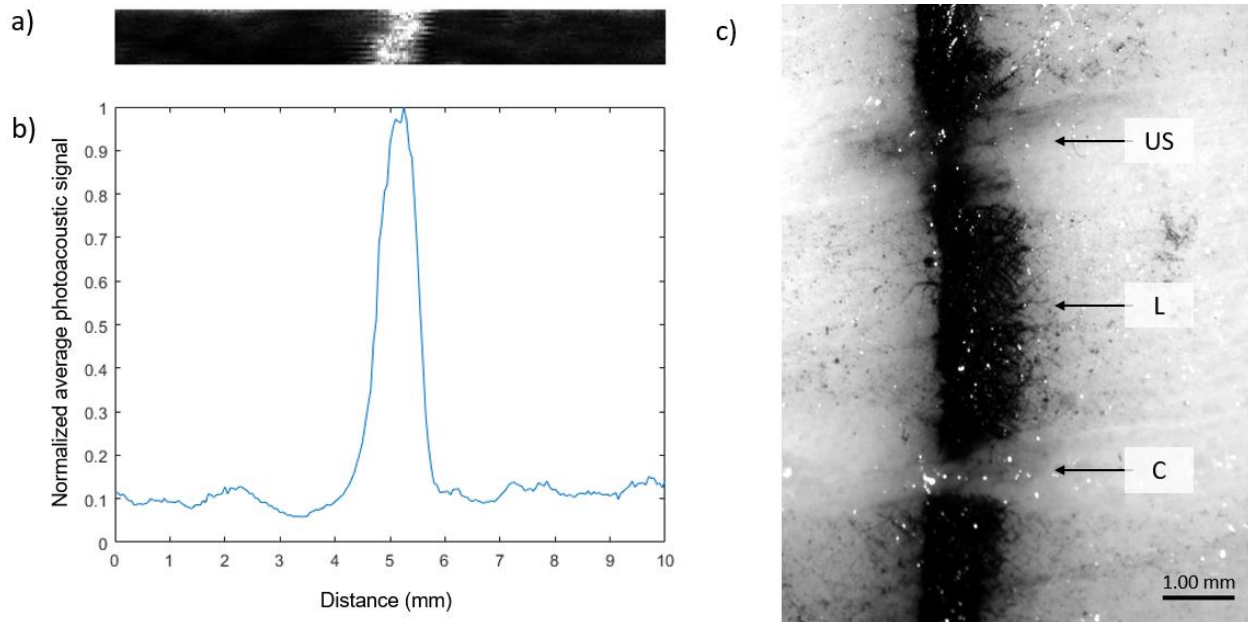 a)
b)
Normalized average photoacoustic signal
1
0.9
0.8
0.7
0.6
0.5
0.4
0.3
0.2
0.1
0
0 1 2 3 4 5 6 7 8 9 10
Distance (mm)
c)
US
L
C
1.00 mm